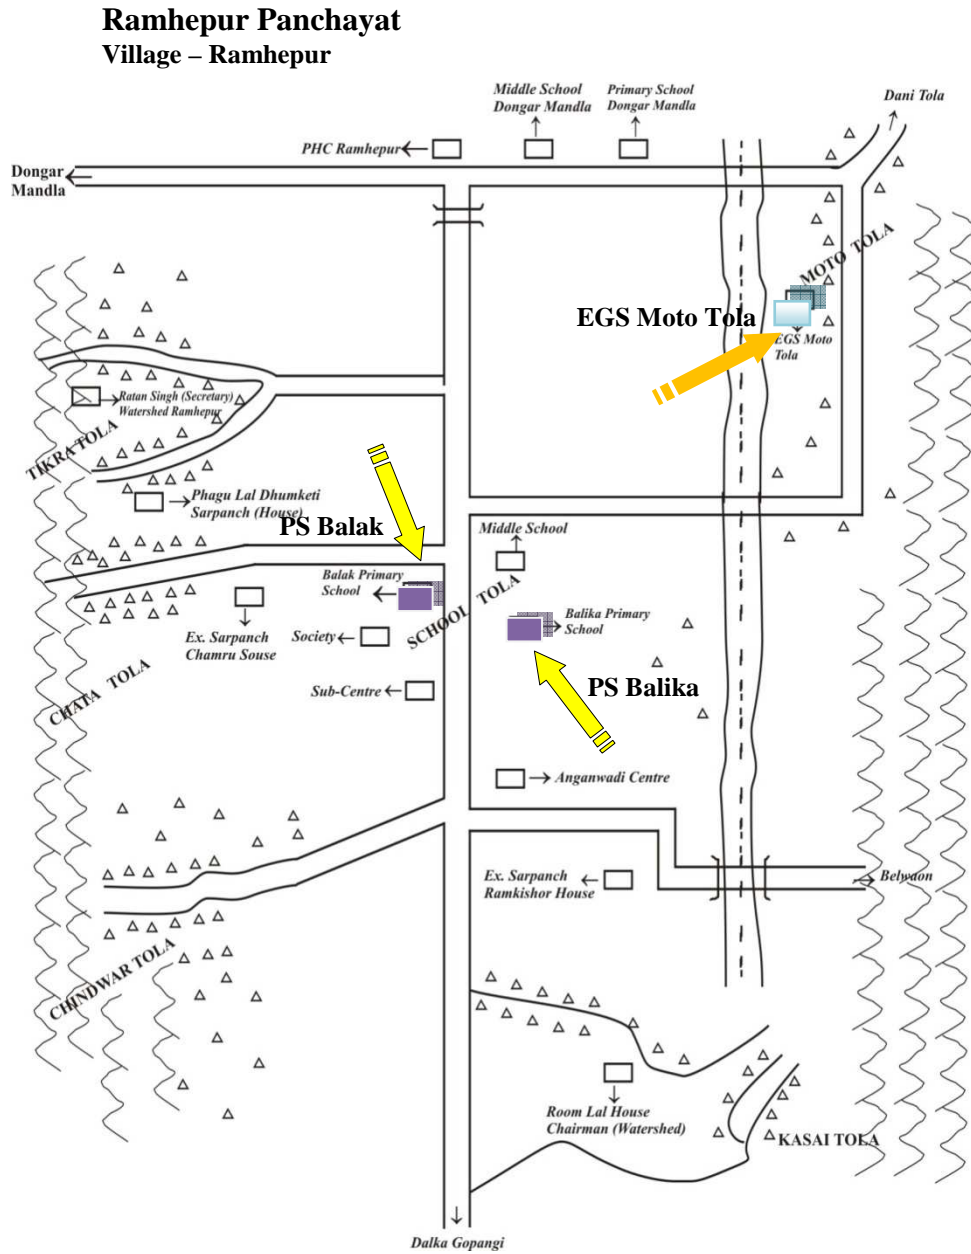 Ramhepur Panchayat
Village – Ramhepur
Middle School
Dongar Mandla
Primary School
Dongar Mandla
Dani Tola
PHC Ramhepur
Dongar
Mandla
MOTO TOLA
EGS Moto Tola
EGS Moto
Tola
Ratan Singh (Secretary)
Watershed Ramhepur
TIKRA TOLA
Phagu Lal Dhumketi
Sarpanch (House)
PS Balak
Middle School
Balak Primary
School
SCHOOL TOLA
Balika Primary
School
Ex. Sarpanch
Chamru Souse
Society
Sub-Centre
PS Balika
CHATA TOLA
Anganwadi Centre
Ex. Sarpanch
Ramkishor House
Belwaon
CHINDWAR TOLA
Room Lal House
Chairman (Watershed)
KASAI TOLA
Dalka Gopangi